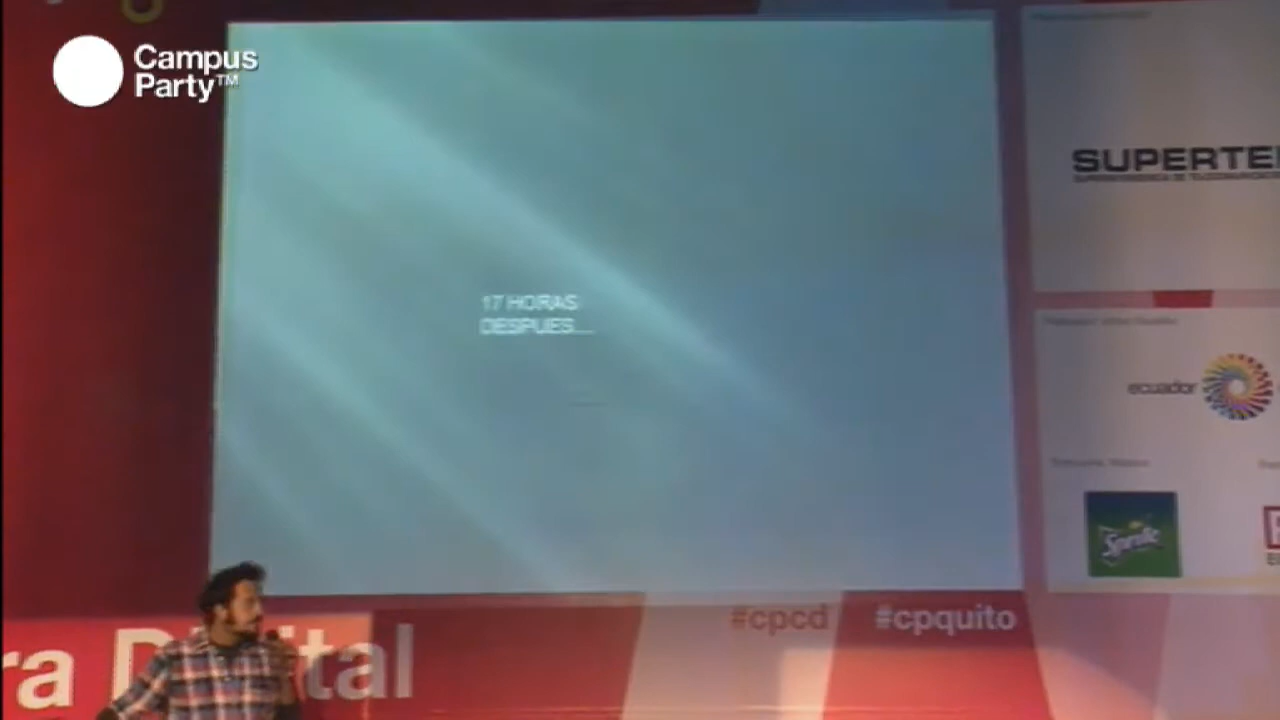 Campus
Party™
17 HORAS
DESPUES...
SUPERTEL
ecuador
Sprite
#cpcd
#cpquito
ra Digital